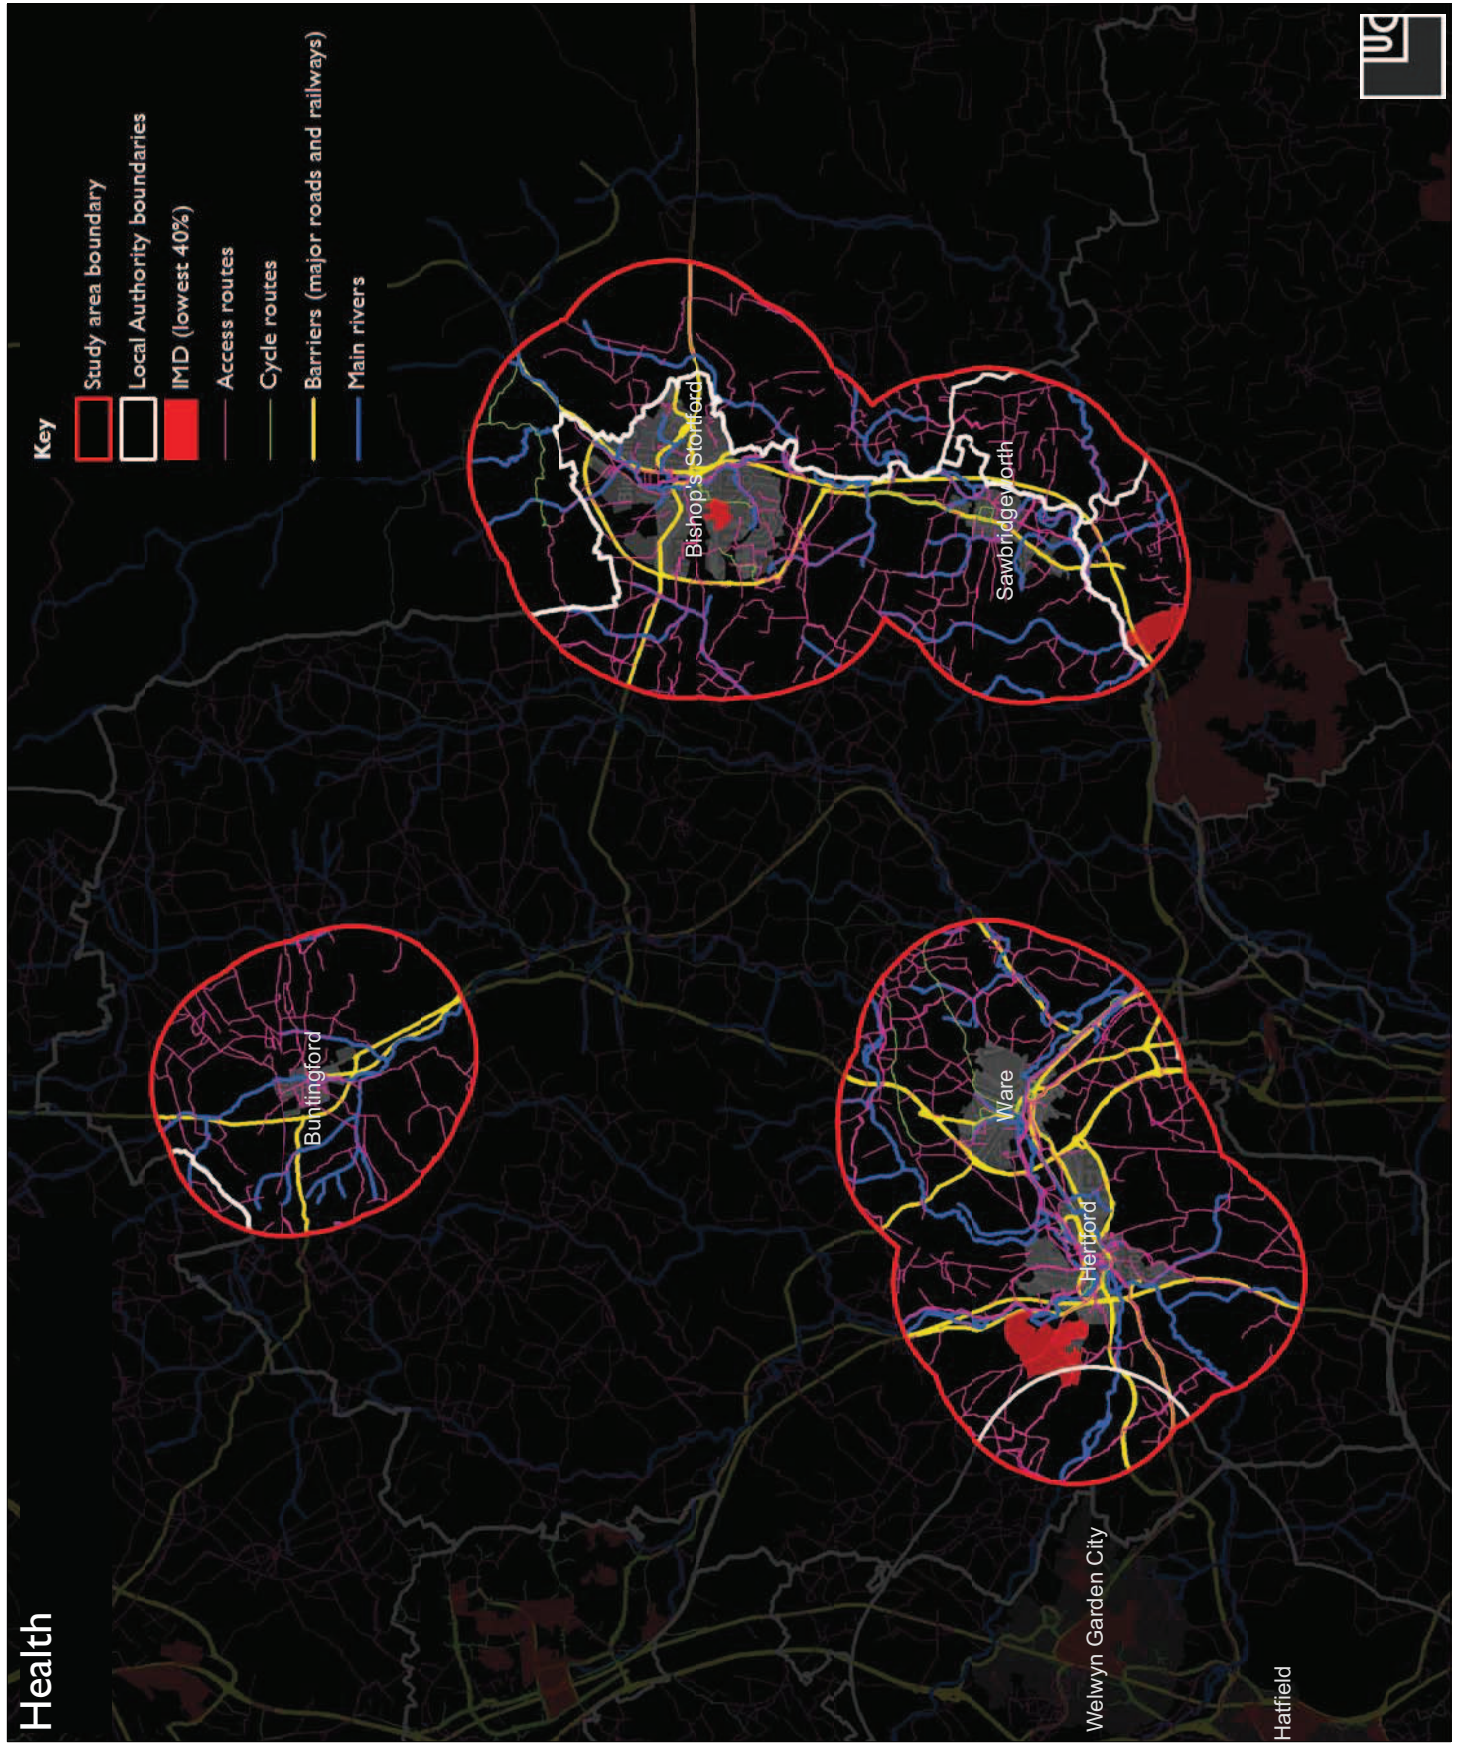 Health
Key
Study area boundary
Local Authority boundaries
IMD (lowest 40%)
Access routes
Cycle routes
Barriers (major roads and railways)
Main rivers
Buntingford
Bishop's Stortford
Sawbridgeworth
Ware
Hertford
Welwyn Garden City
Hatfield